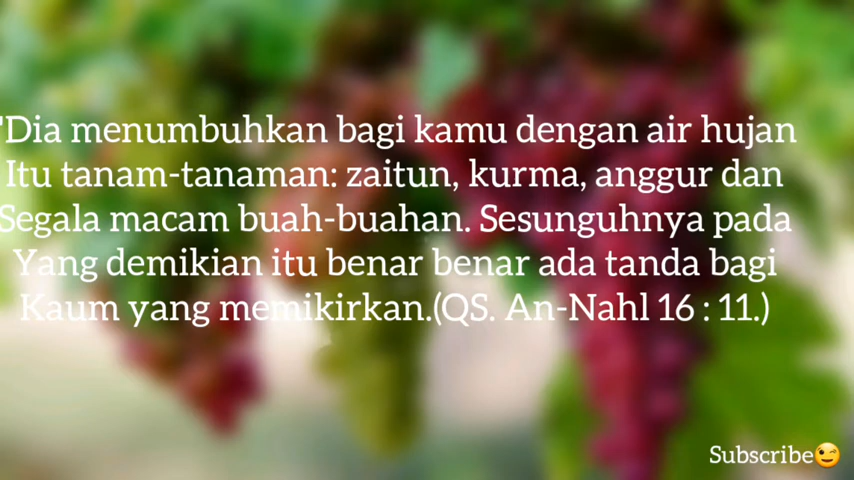 "Dia menumbuhkan bagi kamu dengan air hujan
Itu tanam-tanaman: zaitun, kurma, anggur dan
Segala macam buah-buahan. Sesunguhnya pada
Yang demikian itu benar benar ada tanda bagi
Kaum yang memikirkan.(QS. An-Nahl 16 : 11.)
Subscribe😉